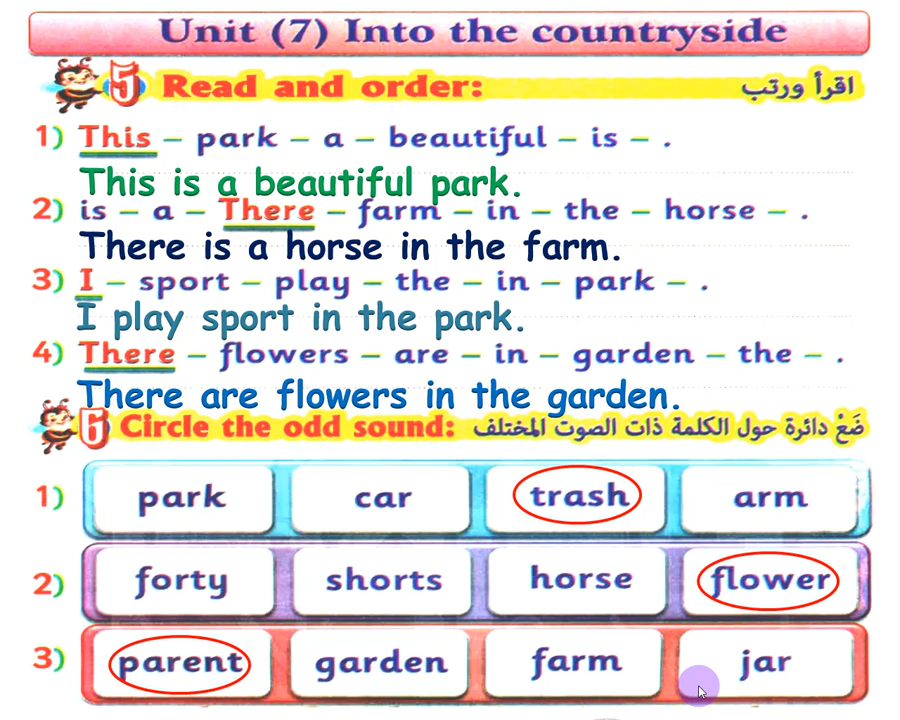 Unit (7) Into the countryside
5 Read and order: اقرأ ورتب
1) This – park – a – beautiful – is – .
This is a beautiful park.
2) is – a – There – farm – in – the – horse – .
There is a horse in the farm.
3) I – sport – play – the – in – park – .
I play sport in the park.
4) There – flowers – are – in – garden – the – .
There are flowers in the garden.
6 Circle the odd sound: ضَعْ دائرة حول الكلمة ذات الصوت المختلف
1) park car trash arm
2) forty shorts horse flower
3) parent garden farm jar